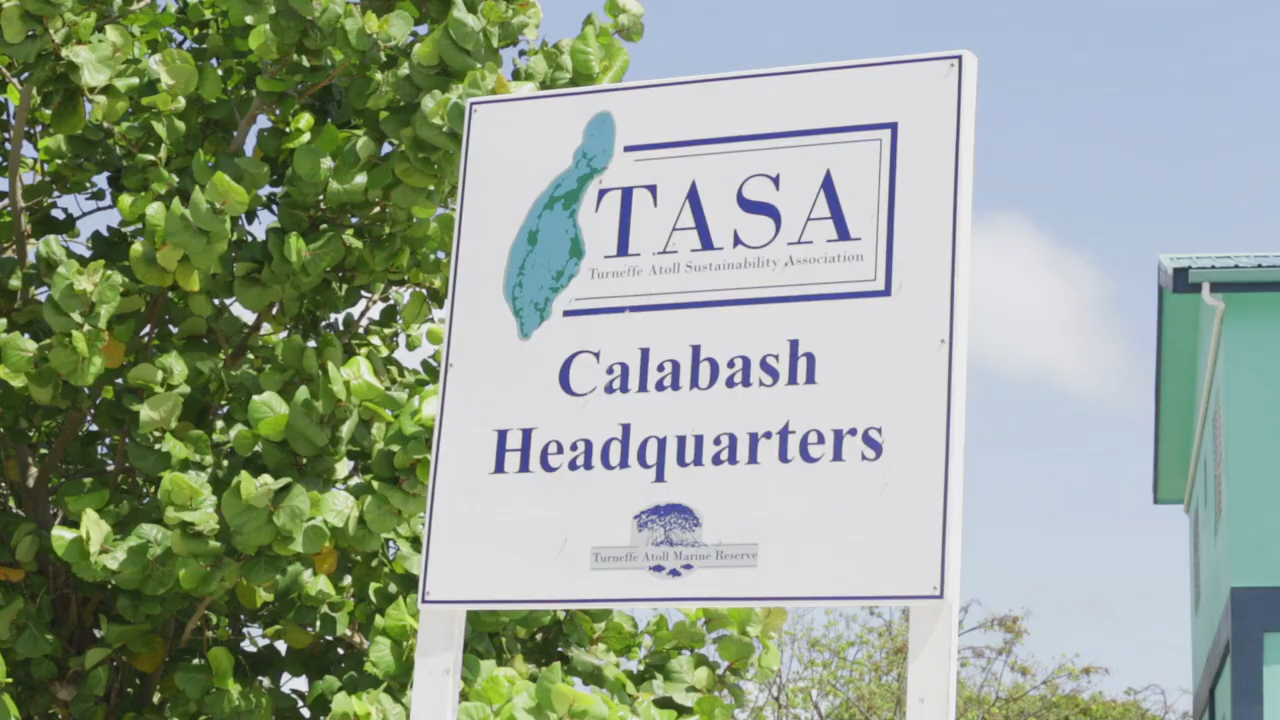 TASA
Turneffe Atoll Sustainability Association
Calabash
Headquarters
Turneffe Atoll Marine Reserve